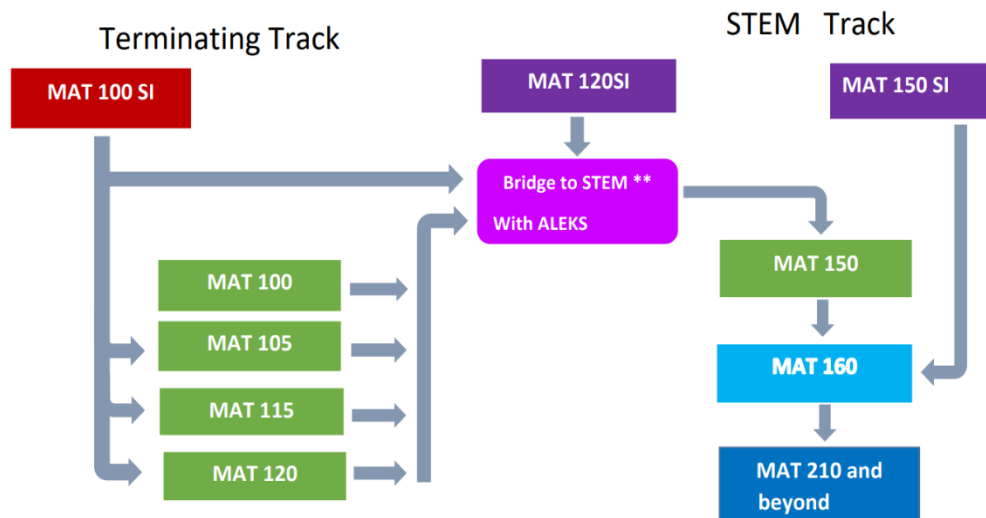 Terminating Track
STEM Track
MAT 100 SI
MAT 120SI
MAT 150 SI
Bridge to STEM **
With ALEKS
MAT 100
MAT 105
MAT 115
MAT 120
MAT 150
MAT 160
MAT 210 and
beyond